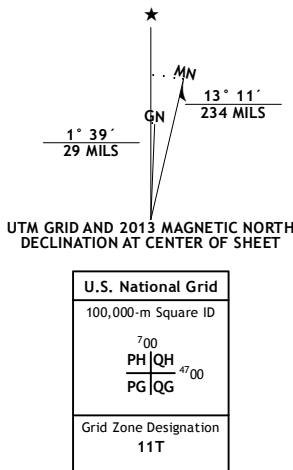 ★
MN
GN
13° 11´
234 MILS
1° 39´
29 MILS
UTM GRID AND 2013 MAGNETIC NORTH
DECLINATION AT CENTER OF SHEET
U.S. National Grid
100,000-m Square ID
700
PH QH
4700
PG QG
Grid Zone Designation
11T